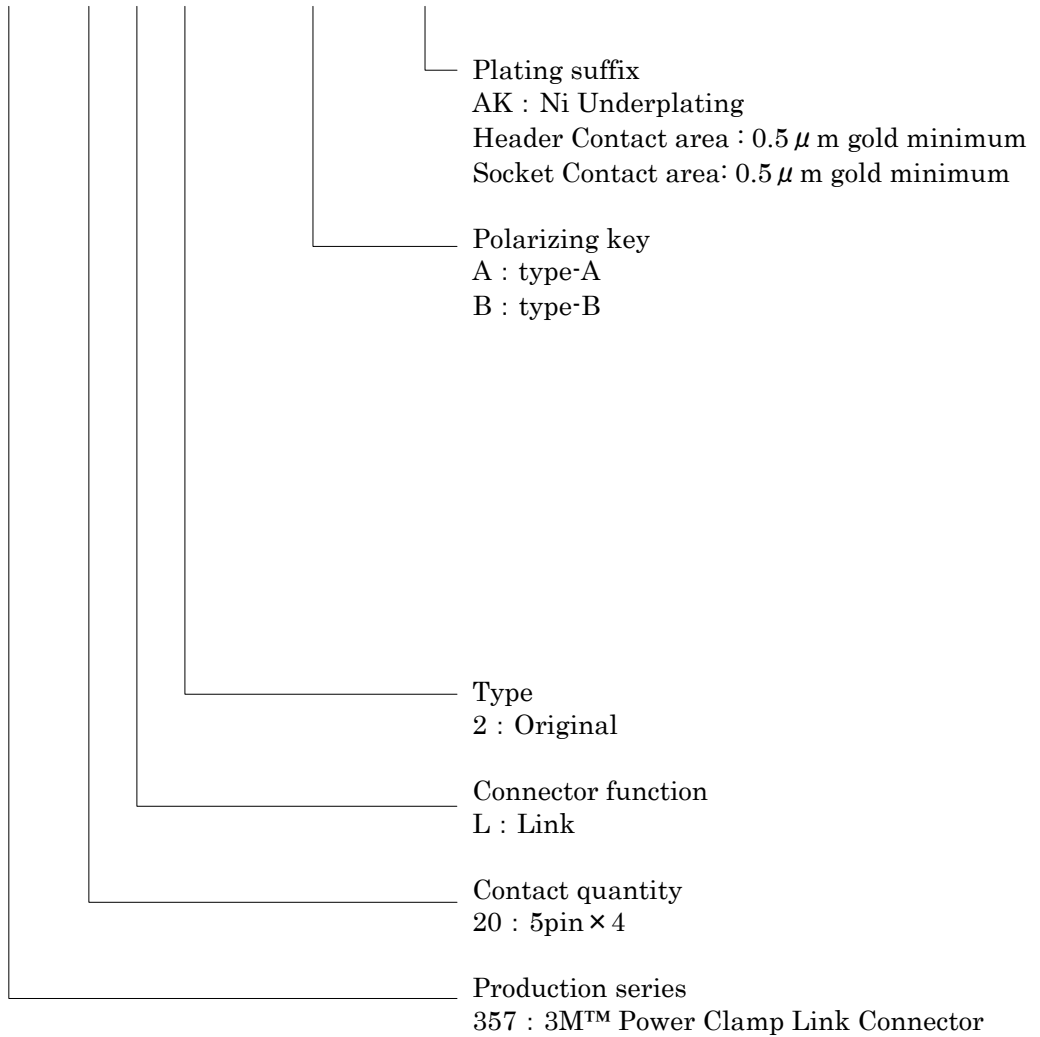 Plating suffix
AK : Ni Underplating
Header Contact area : 0.5μm gold minimum
Socket Contact area: 0.5μm gold minimum
Polarizing key
A : type-A
B : type-B
Type
2 : Original
Connector function
L : Link
Contact quantity
20 : 5pin×4
Production series
357 : 3M™ Power Clamp Link Connector